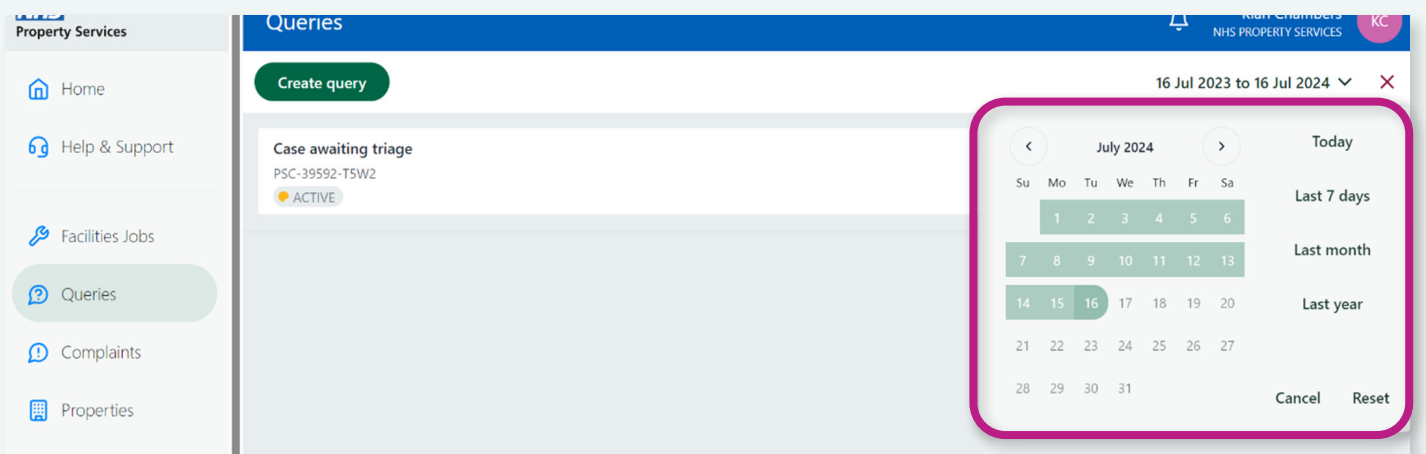 NHS
Property Services
Home
Help & Support
Facilities Jobs
Queries
Complaints
Properties
Queries
Kian Chambers
NHS PROPERTY SERVICES
KC
Create query
16 Jul 2023 to 16 Jul 2024
Case awaiting triage
PSC-39592-T5W2
ACTIVE
July 2024
Su Mo Tu We Th Fr Sa
1 2 3 4 5 6
7 8 9 10 11 12 13
14 15 16 17 18 19 20
21 22 23 24 25 26 27
28 29 30 31
Today
Last 7 days
Last month
Last year
Cancel Reset